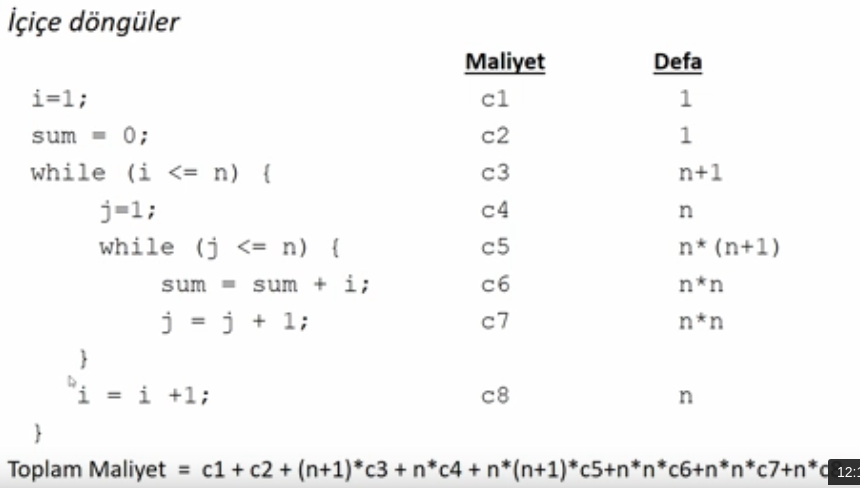 İçiçe döngüler
Maliyet Defa
i=1; c1 1
sum = 0; c2 1
while (i <= n) { c3 n+1
j=1; c4 n
while (j <= n) { c5 n*(n+1)
sum = sum + i; c6 n*n
j = j + 1; c7 n*n
}
i = i +1; c8 n
}
Toplam Maliyet = c1 + c2 + (n+1)*c3 + n*c4 + n*(n+1)*c5+n*n*c6+n*n*c7+n*